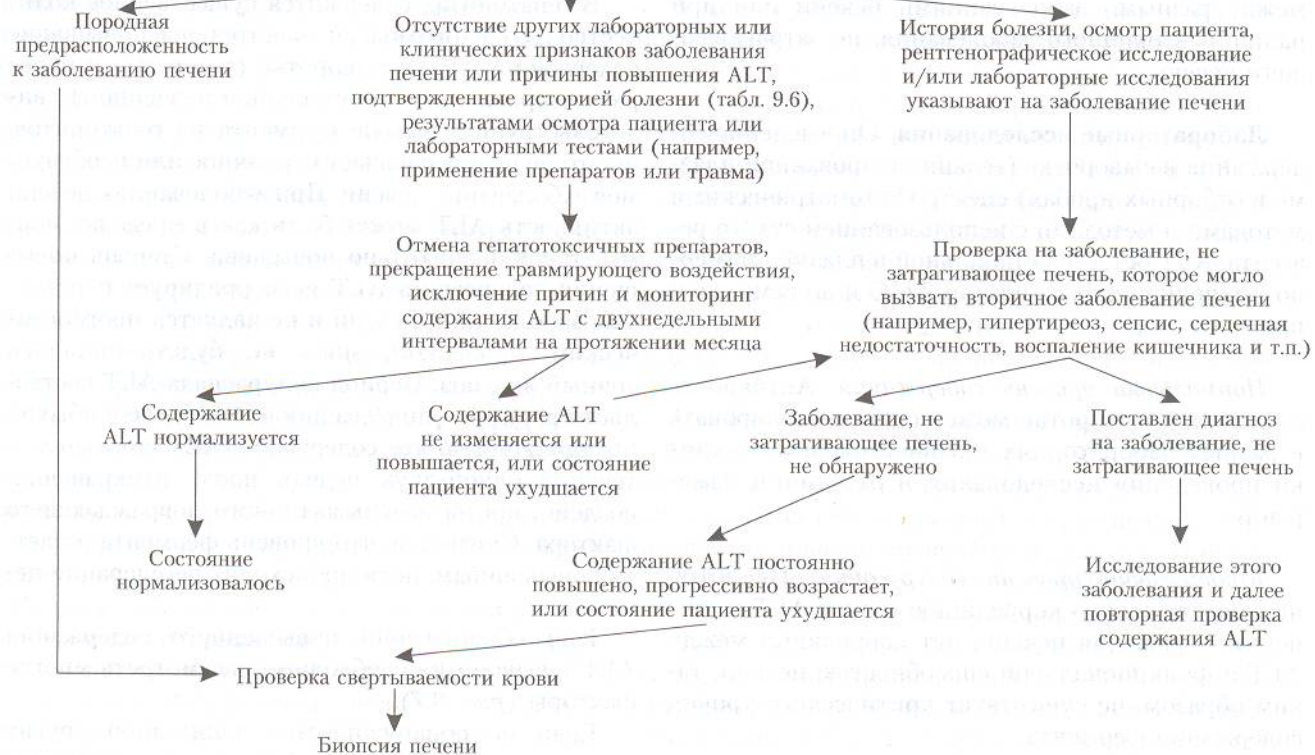 Породная
предрасположенность
к заболеванию печени
Отсутствие других лабораторных или
клинических признаков заболевания
печени или причины повышения ALT,
подтвержденные историей болезни (табл. 9.6),
результатами осмотра пациента или
лабораторными тестами (например,
применение препаратов или травма)
История болезни, осмотр пациента,
рентгенографическое исследование
и/или лабораторные исследования
указывают на заболевание печени
Отмена гепатотоксичных препаратов,
прекращение травмирующего воздействия,
исключение причин и мониторинг
содержания ALT с двухнедельными
интервалами на протяжении месяца
Проверка на заболевание, не
затрагивающее печень, которое могло
вызвать вторичное заболевание печени
(например, гипертиреоз, сепсис, сердечная
недостаточность, воспаление кишечника и т.п.)
Содержание
ALT нормализуется
Содержание ALT
не изменяется или
повышается, или состояние
пациента ухудшается
Заболевание, не
затрагивающее печень,
не обнаружено
Поставлен диагноз
на заболевание, не
затрагивающее печень
Состояние
нормализовалось
Содержание ALT постоянно
повышено, прогрессивно возрастает,
или состояние пациента ухудшается
Исследование этого
заболевания и далее
повторная проверка
содержания ALT
Проверка свертываемости крови
Биопсия печени